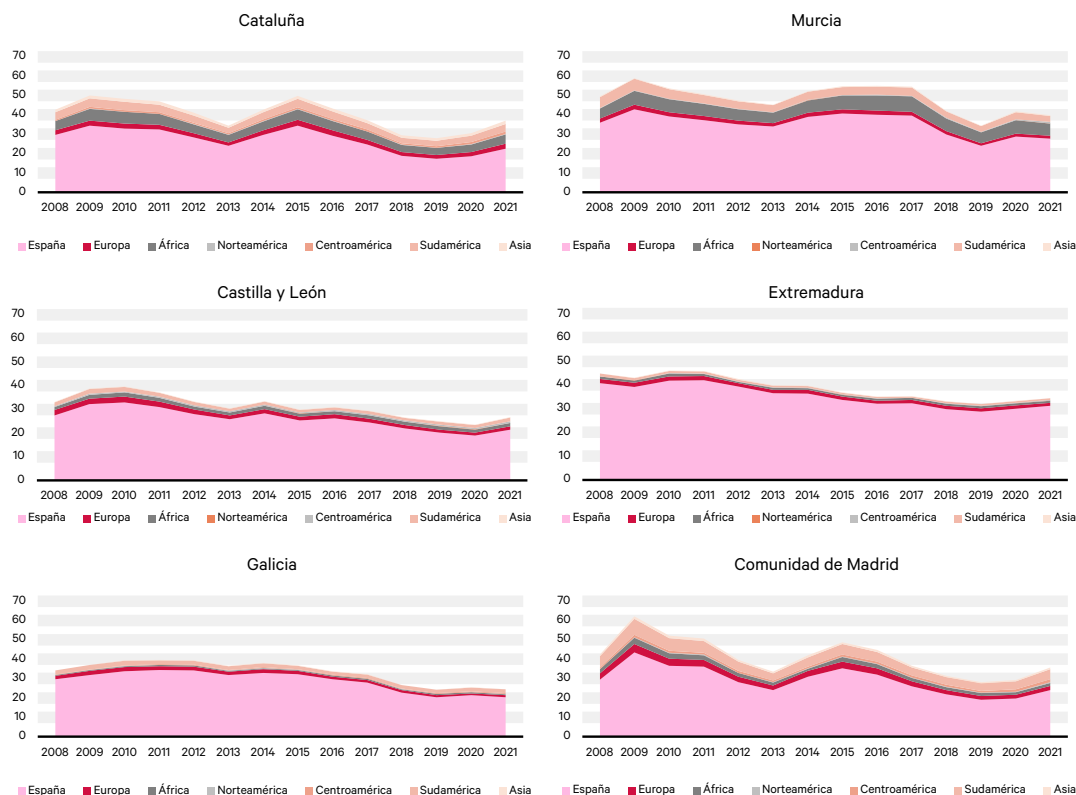 Cataluña
70
60
50
40
30
20
10
0
2008 2009 2010 2011 2012 2013 2014 2015 2016 2017 2018 2019 2020 2021
España Europa África Norteamérica Centroamérica Sudamérica Asia
Murcia
70
60
50
40
30
20
10
0
2008 2009 2010 2011 2012 2013 2014 2015 2016 2017 2018 2019 2020 2021
España Europa África Norteamérica Centroamérica Sudamérica Asia
Castilla y León
70
60
50
40
30
20
10
0
2008 2009 2010 2011 2012 2013 2014 2015 2016 2017 2018 2019 2020 2021
España Europa África Norteamérica Centroamérica Sudamérica Asia
Extremadura
70
60
50
40
30
20
10
0
2008 2009 2010 2011 2012 2013 2014 2015 2016 2017 2018 2019 2020 2021
España Europa África Norteamérica Centroamérica Sudamérica Asia
Galicia
70
60
50
40
30
20
10
0
2008 2009 2010 2011 2012 2013 2014 2015 2016 2017 2018 2019 2020 2021
España Europa África Norteamérica Centroamérica Sudamérica Asia
Comunidad de Madrid
70
60
50
40
30
20
10
0
2008 2009 2010 2011 2012 2013 2014 2015 2016 2017 2018 2019 2020 2021
España Europa África Norteamérica Centroamérica Sudamérica Asia